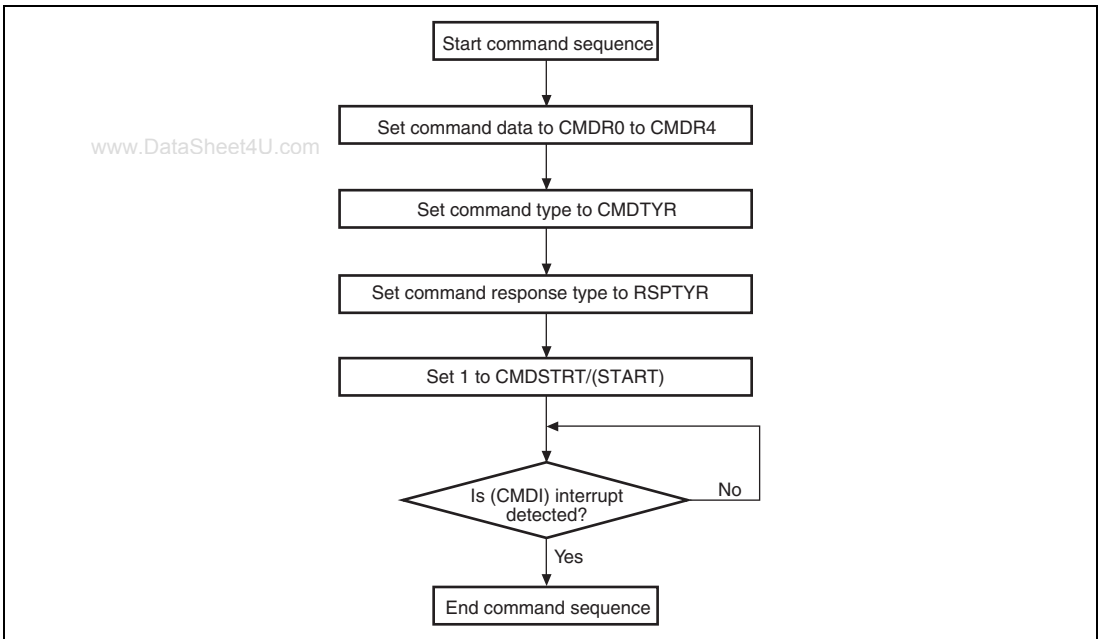 Start command sequence
Set command data to CMDR0 to CMDR4
www.DataSheet4U.com
Set command type to CMDTYR
Set command response type to RSPTYR
Set 1 to CMDSTRT/(START)
Is (CMDI) interrupt
detected?
No
Yes
End command sequence